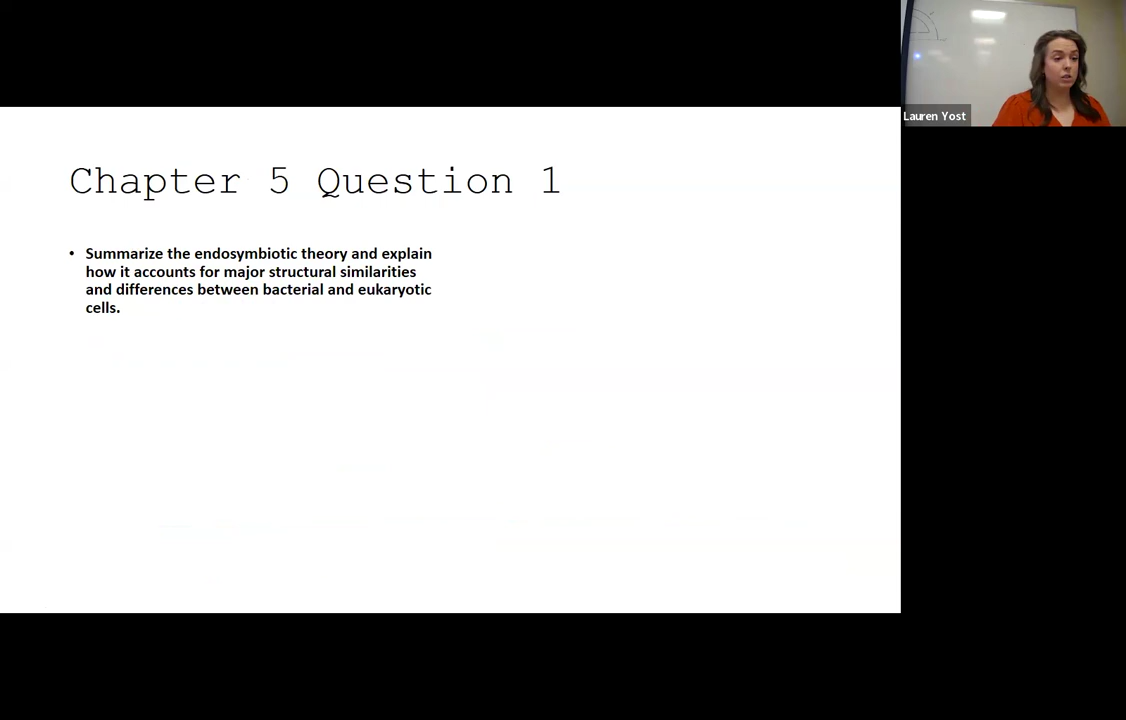 Chapter 5 Question 1
• Summarize the endosymbiotic theory and explain
how it accounts for major structural similarities
and differences between bacterial and eukaryotic
cells.
Lauren Yost